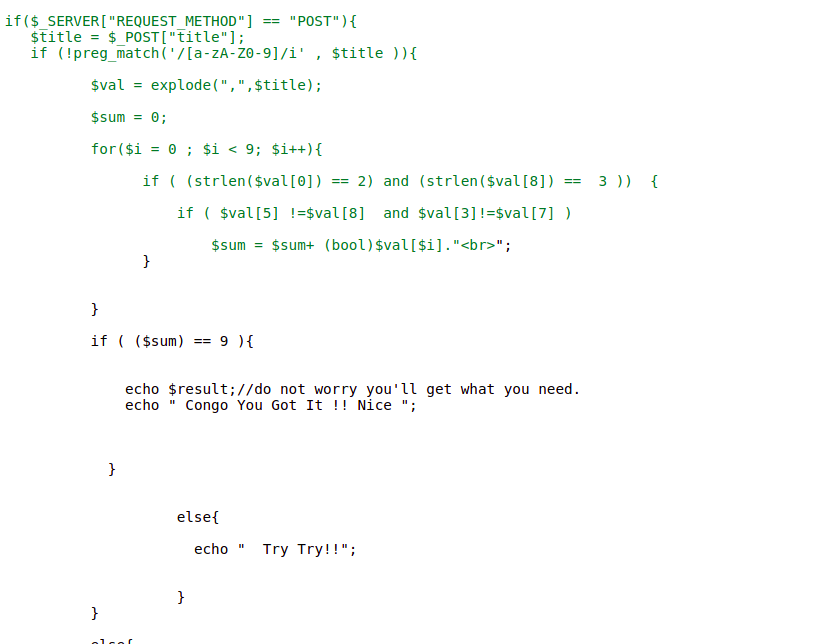 if($_SERVER["REQUEST_METHOD"] == "POST"){
$title = $_POST["title"];
if (!preg_match('/[a-zA-Z0-9]/i' , $title )){
$val = explode(",",$title);
$sum = 0;
for($i = 0 ; $i < 9; $i++){
if ( (strlen($val[0]) == 2) and (strlen($val[8]) ==  3 ))  {
if ( $val[5] !=$val[8]  and $val[3]!=$val[7] )
$sum = $sum+ (bool)$val[$i]."<br>";
}
}
if ( ($sum) == 9 ){
echo $result;//do not worry you'll get what you need.
echo " Congo You Got It !! Nice ";
}
else{
echo "  Try Try!!";
}
}
else{